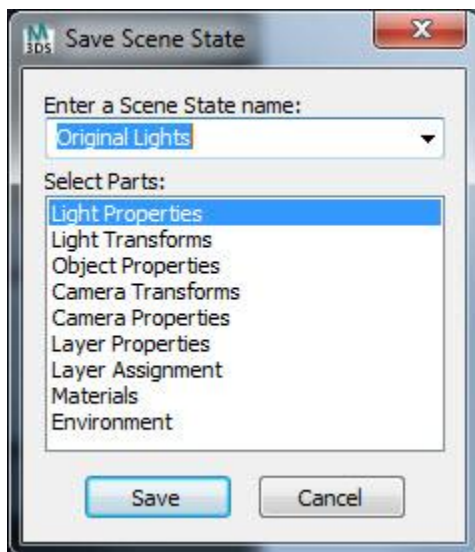 M
3DS
Save Scene State
Enter a Scene State name:
Original Lights
Select Parts:
Light Properties
Light Transforms
Object Properties
Camera Transforms
Camera Properties
Layer Properties
Layer Assignment
Materials
Environment
Save
Cancel